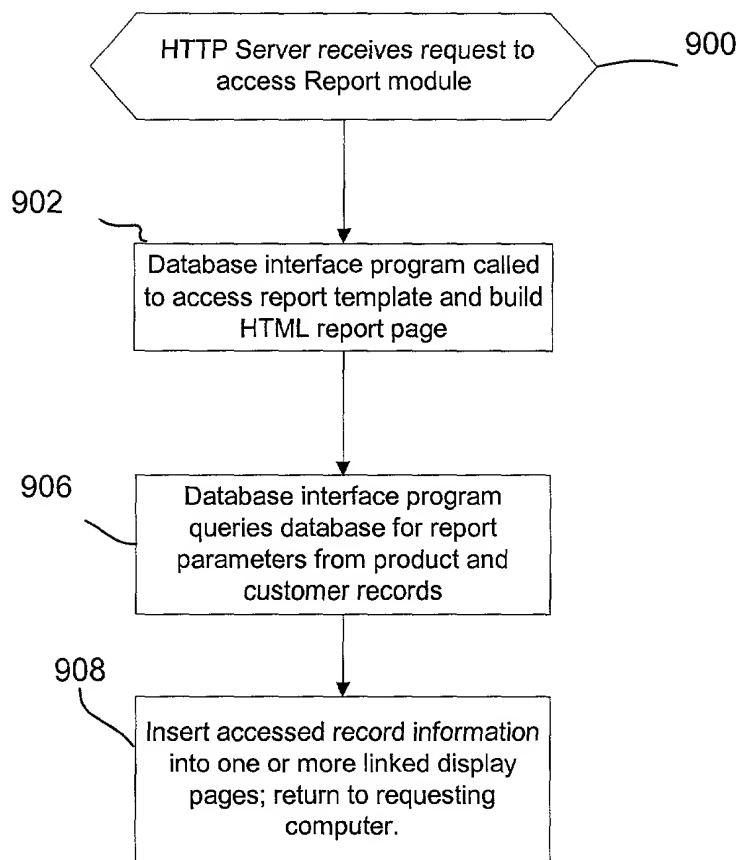 HTTP Server receives request to
access Report module
900
902
Database interface program called
to access report template and build
HTML report page
906
Database interface program
queries database for report
parameters from product and
customer records
908
Insert accessed record information
into one or more linked display
pages; return to requesting
computer.